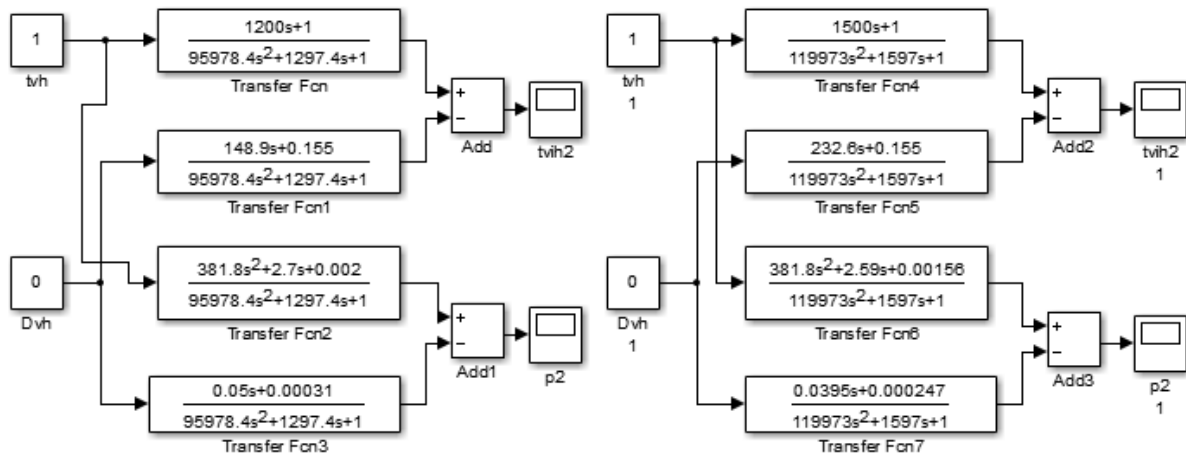 1
tvh
1200s+1
95978.4s²+1297.4s+1
Transfer Fcn
148.9s+0.155
95978.4s²+1297.4s+1
Transfer Fcn1
+
−
Add
tvih2
0
Dvh
381.8s²+2.7s+0.002
95978.4s²+1297.4s+1
Transfer Fcn2
0.05s+0.00031
95978.4s²+1297.4s+1
Transfer Fcn3
+
−
Add1
p2
1
tvh
1
1500s+1
119973s²+1597s+1
Transfer Fcn4
232.6s+0.155
119973s²+1597s+1
Transfer Fcn5
+
−
Add2
tvih2
1
0
Dvh
1
381.8s²+2.59s+0.00156
119973s²+1597s+1
Transfer Fcn6
0.0395s+0.000247
119973s²+1597s+1
Transfer Fcn7
+
−
Add3
p2
1